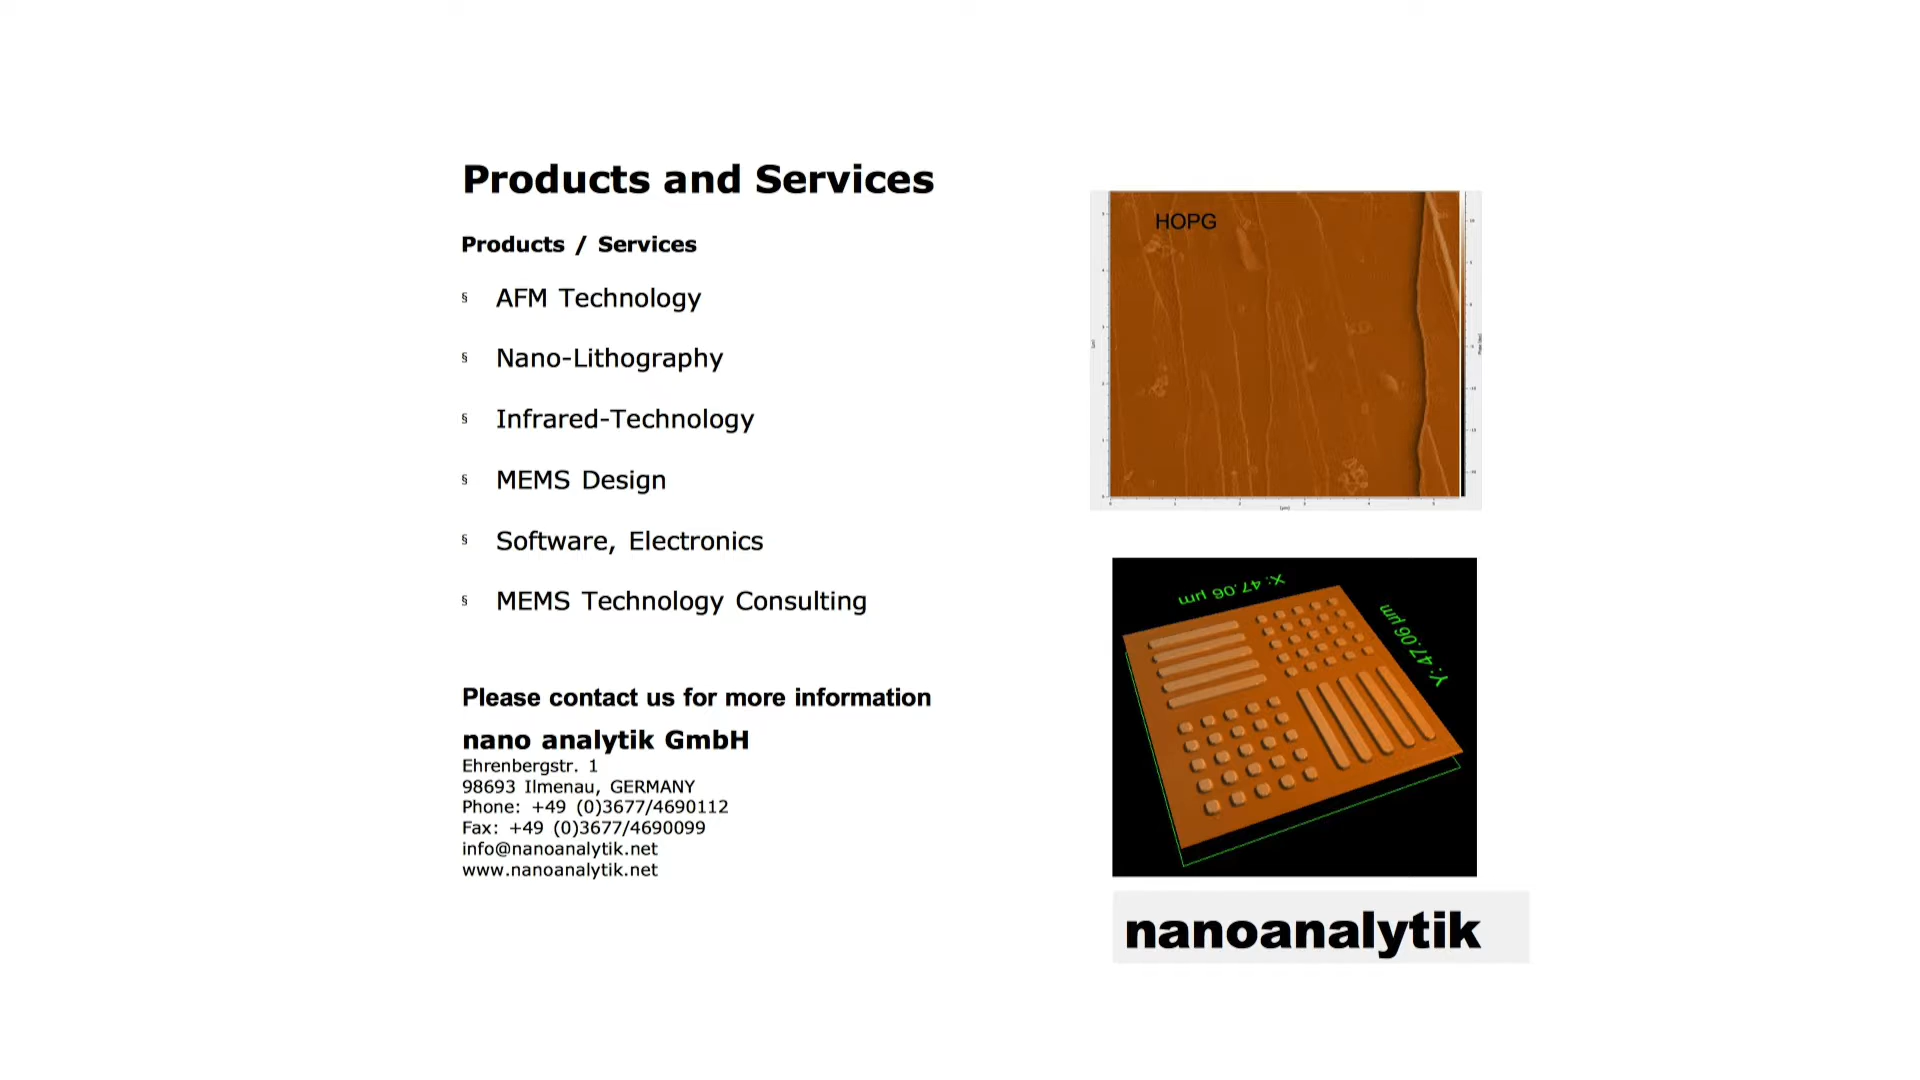 Products and Services
Products / Services
§ AFM Technology
§ Nano-Lithography
§ Infrared-Technology
§ MEMS Design
§ Software, Electronics
§ MEMS Technology Consulting
Please contact us for more information
nano analytik GmbH
Ehrenbergstr. 1
98693 Ilmenau, GERMANY
Phone: +49 (0)3677/4690112
Fax: +49 (0)3677/4690099
info@nanoanalytik.net
www.nanoanalytik.net
HOPG
X: 47.06 µm
Y: 47.06 µm
nanoanalytik